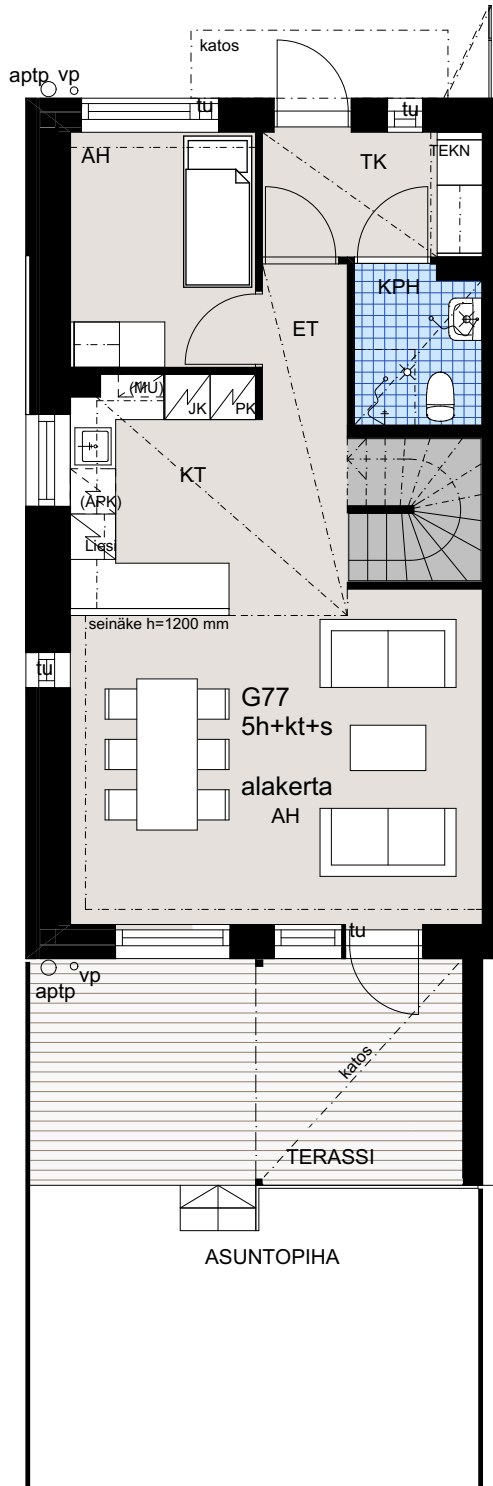 katos
aptp vp
tu
tu
AH
TK
TEKN
KPH
ET
(MU)
JK
PK
KT
(APK)
Liesi
seinäke h=1200 mm
tu
G77
5h+kt+s
alakerta
AH
tu
vp
aptp
katos
TERASSI
ASUNTOPIHA